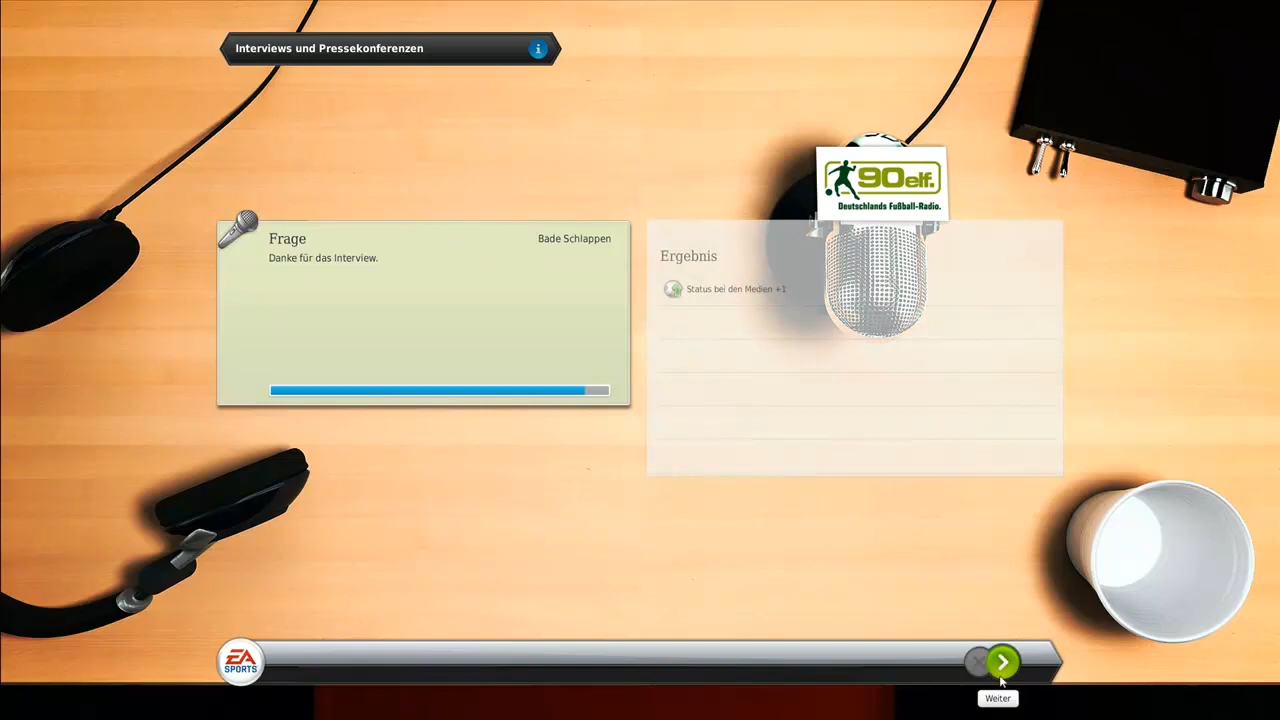 Interviews und Pressekonferenzen
90elf.
Deutschlands Fußball-Radio.
Frage
Bade Schlappen
Danke für das Interview.
Ergebnis
Status bei den Medien +1
EA
SPORTS
Weiter